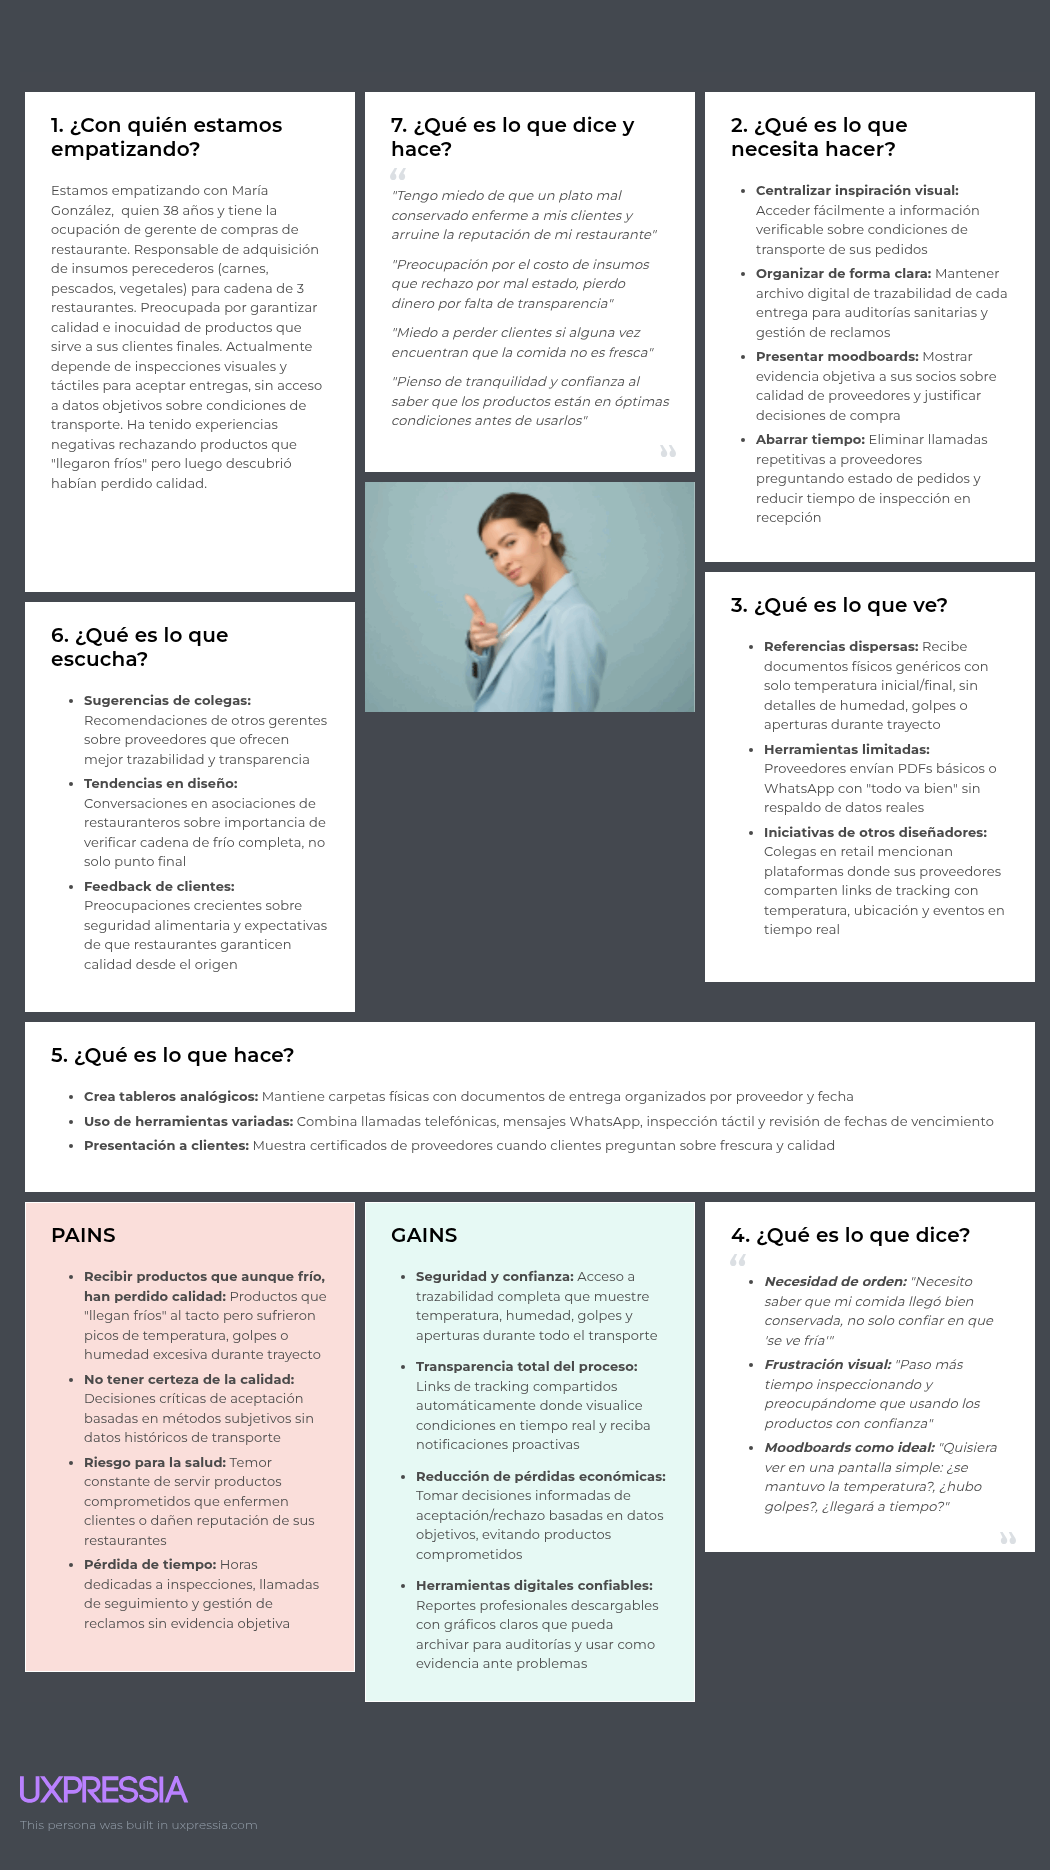 1. ¿Con quién estamos
empatizando?
Estamos empatizando con María
González,  quien 38 años y tiene la
ocupación de gerente de compras de
restaurante. Responsable de adquisición
de insumos perecederos (carnes,
pescados, vegetales) para cadena de 3
restaurantes. Preocupada por garantizar
calidad e inocuidad de productos que
sirve a sus clientes finales. Actualmente
depende de inspecciones visuales y
táctiles para aceptar entregas, sin acceso
a datos objetivos sobre condiciones de
transporte. Ha tenido experiencias
negativas rechazando productos que
"llegaron fríos" pero luego descubrió
habían perdido calidad.
7. ¿Qué es lo que dice y
hace?
"Tengo miedo de que un plato mal
conservado enferme a mis clientes y
arruine la reputación de mi restaurante"
"Preocupación por el costo de insumos
que rechazo por mal estado, pierdo
dinero por falta de transparencia"
"Miedo a perder clientes si alguna vez
encuentran que la comida no es fresca"
"Pienso de tranquilidad y confianza al
saber que los productos están en óptimas
condiciones antes de usarlos"
2. ¿Qué es lo que
necesita hacer?
• Centralizar inspiración visual:
Acceder fácilmente a información
verificable sobre condiciones de
transporte de sus pedidos
• Organizar de forma clara: Mantener
archivo digital de trazabilidad de cada
entrega para auditorías sanitarias y
gestión de reclamos
• Presentar moodboards: Mostrar
evidencia objetiva a sus socios sobre
calidad de proveedores y justificar
decisiones de compra
• Abarrar tiempo: Eliminar llamadas
repetitivas a proveedores
preguntando estado de pedidos y
reducir tiempo de inspección en
recepción
6. ¿Qué es lo que
escucha?
• Sugerencias de colegas:
Recomendaciones de otros gerentes
sobre proveedores que ofrecen
mejor trazabilidad y transparencia
• Tendencias en diseño:
Conversaciones en asociaciones de
restauranteros sobre importancia de
verificar cadena de frío completa, no
solo punto final
• Feedback de clientes:
Preocupaciones crecientes sobre
seguridad alimentaria y expectativas
de que restaurantes garanticen
calidad desde el origen
3. ¿Qué es lo que ve?
• Referencias dispersas: Recibe
documentos físicos genéricos con
solo temperatura inicial/final, sin
detalles de humedad, golpes o
aperturas durante trayecto
• Herramientas limitadas:
Proveedores envían PDFs básicos o
WhatsApp con "todo va bien" sin
respaldo de datos reales
• Iniciativas de otros diseñadores:
Colegas en retail mencionan
plataformas donde sus proveedores
comparten links de tracking con
temperatura, ubicación y eventos en
tiempo real
5. ¿Qué es lo que hace?
• Crea tableros analógicos: Mantiene carpetas físicas con documentos de entrega organizados por proveedor y fecha
• Uso de herramientas variadas: Combina llamadas telefónicas, mensajes WhatsApp, inspección táctil y revisión de fechas de vencimiento
• Presentación a clientes: Muestra certificados de proveedores cuando clientes preguntan sobre frescura y calidad
PAINS
• Recibir productos que aunque frío,
han perdido calidad: Productos que
"llegan fríos" al tacto pero sufrieron
picos de temperatura, golpes o
humedad excesiva durante trayecto
• No tener certeza de la calidad:
Decisiones críticas de aceptación
basadas en métodos subjetivos sin
datos históricos de transporte
• Riesgo para la salud: Temor
constante de servir productos
comprometidos que enfermen
clientes o dañen reputación de sus
restaurantes
• Pérdida de tiempo: Horas
dedicadas a inspecciones, llamadas
de seguimiento y gestión de
reclamos sin evidencia objetiva
GAINS
• Seguridad y confianza: Acceso a
trazabilidad completa que muestre
temperatura, humedad, golpes y
aperturas durante todo el transporte
• Transparencia total del proceso:
Links de tracking compartidos
automáticamente donde visualice
condiciones en tiempo real y reciba
notificaciones proactivas
• Reducción de pérdidas económicas:
Tomar decisiones informadas de
aceptación/rechazo basadas en datos
objetivos, evitando productos
comprometidos
• Herramientas digitales confiables:
Reportes profesionales descargables
con gráficos claros que pueda
archivar para auditorías y usar como
evidencia ante problemas
4. ¿Qué es lo que dice?
• Necesidad de orden: "Necesito
saber que mi comida llegó bien
conservada, no solo confiar en que
'se ve fría'"
• Frustración visual: "Paso más
tiempo inspeccionando y
preocupándome que usando los
productos con confianza"
• Moodboards como ideal: "Quisiera
ver en una pantalla simple: ¿se
mantuvo la temperatura?, ¿hubo
golpes?, ¿llegará a tiempo?"
UXPRESSIA
This persona was built in uxpressia.com